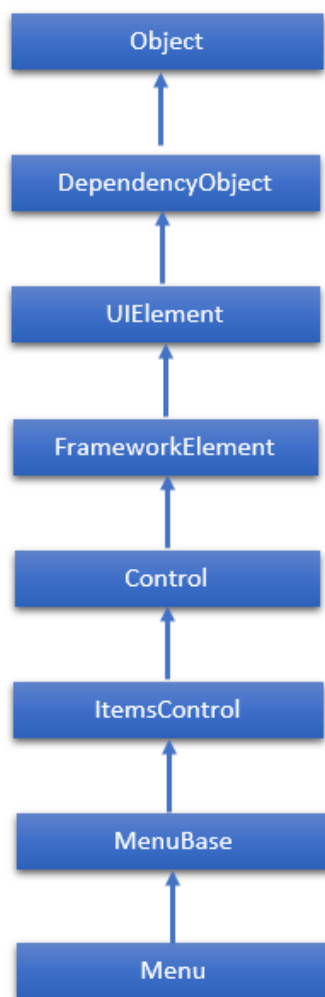 Object
DependencyObject
UIElement
FrameworkElement
Control
ItemsControl
MenuBase
Menu